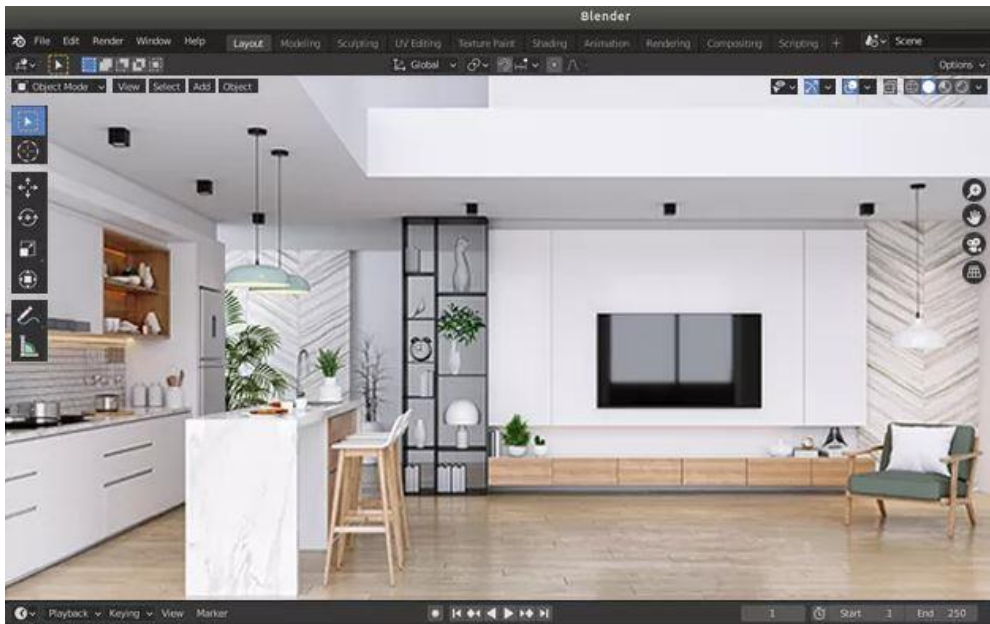 Blender
File Edit Render Window Help Layout Modeling Sculpting UV Editing Texture Paint Shading Animation Rendering Compositing Scripting + Scene
Global Options
Object Mode View Select Add Object
Playback Keying View Marker 1 Start 1 End 250